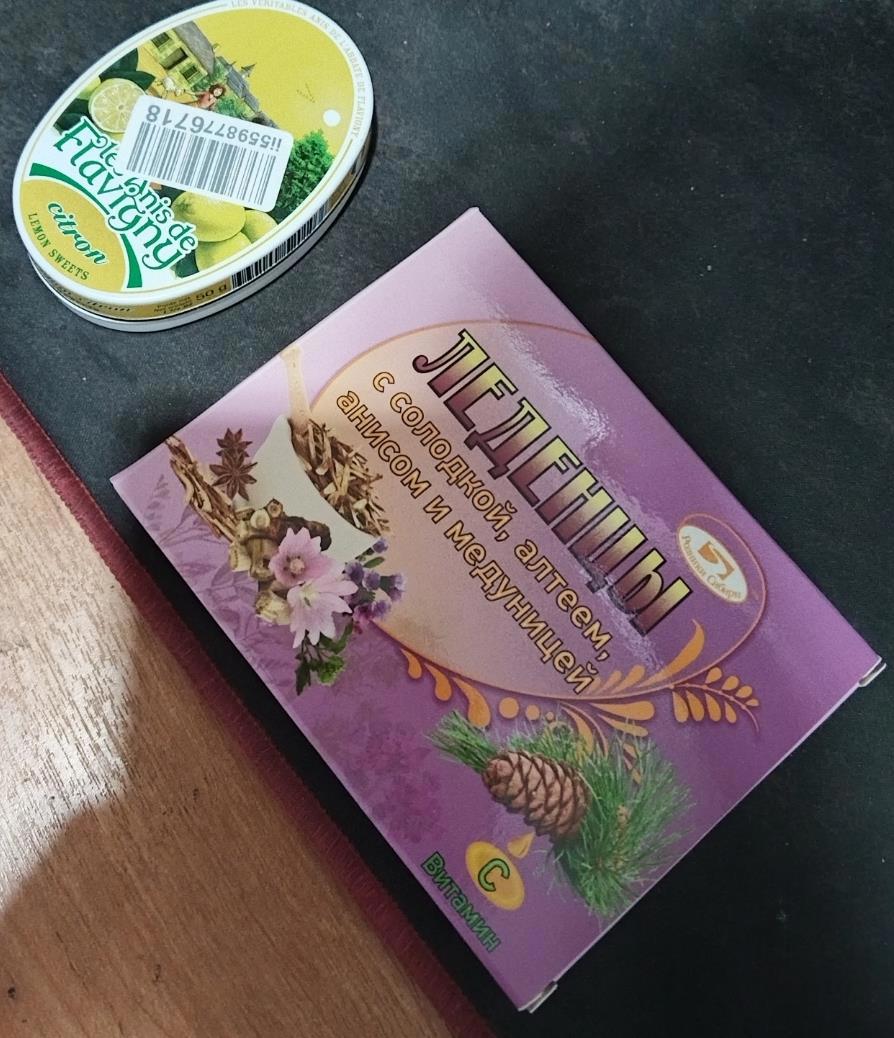 LES VERITABLES ANIS DE L'ABBAYE DE FLAVIGNY
ii5598776718
les Anis de
Flavigny
citron
LEMON SWEETS
50 g
ЛЕДЕНЦЫ
с солодкой, алтеем,
анисом и медуницей
Сибири
С
Витамин